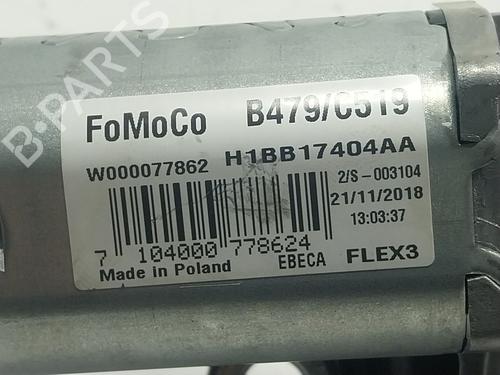 B-PARTS
FoMoCo B479/C519
W000077862 H1BB17404AA
2/S-003104
21/11/2018
13:03:37
7 104000 778624
Made in Poland EBECA FLEX3